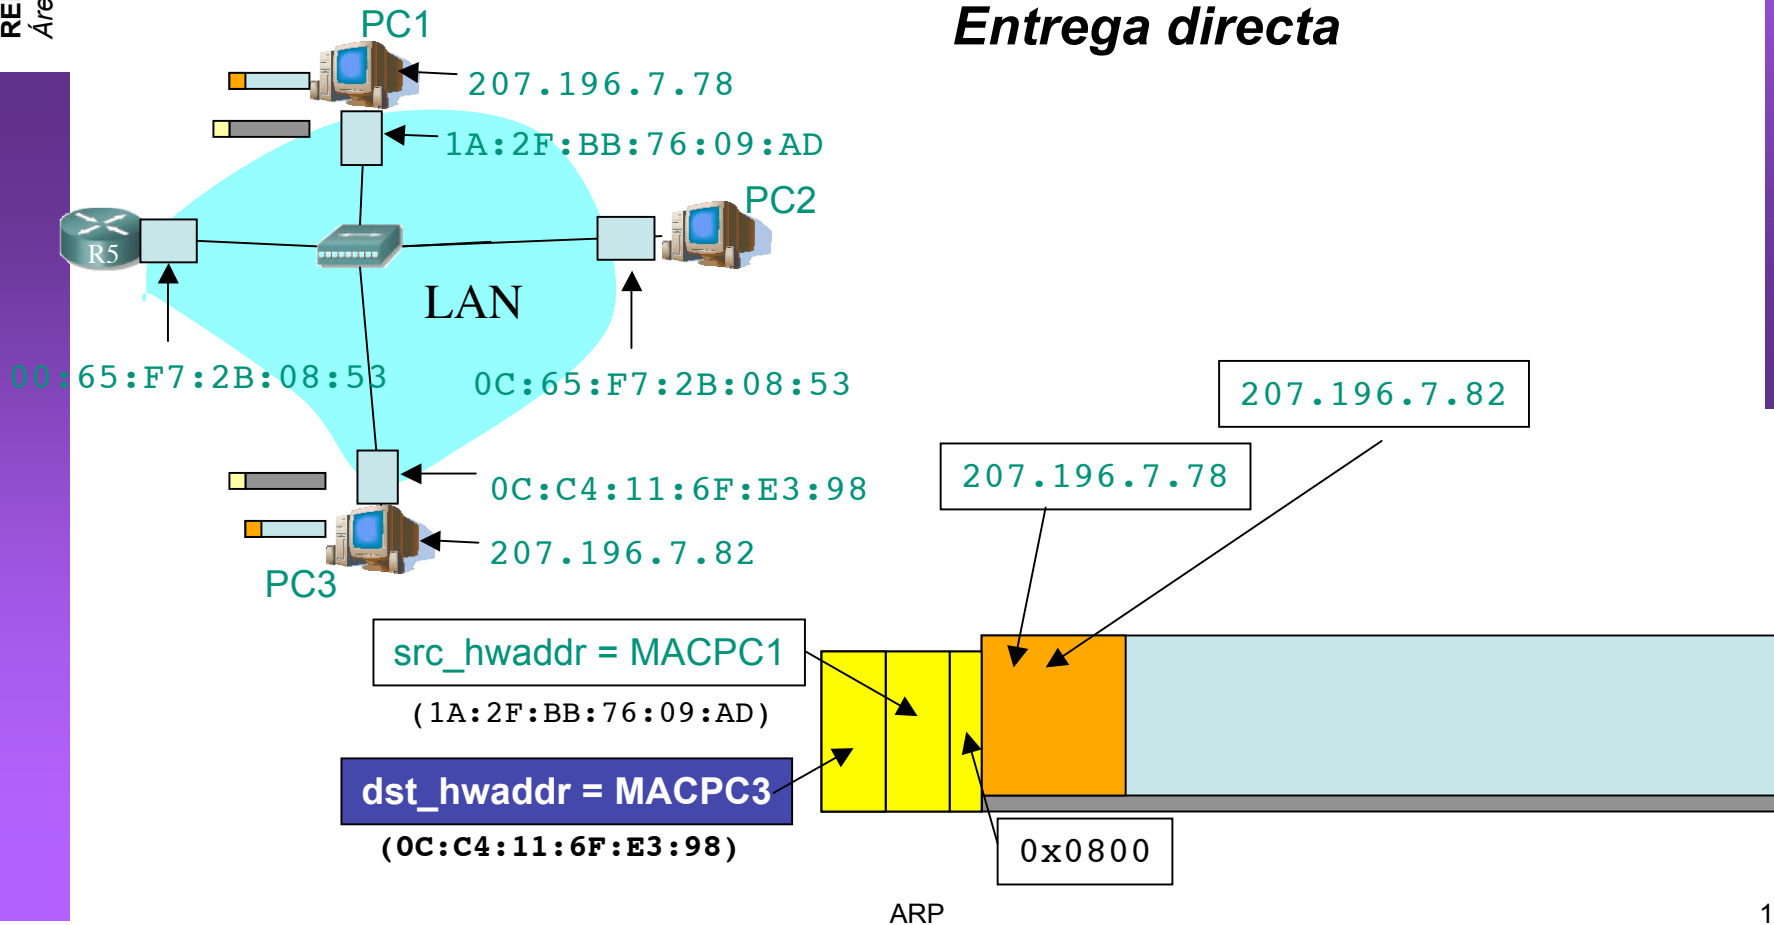 RE
Áre
Entrega directa
PC1
207.196.7.78
1A:2F:BB:76:09:AD
PC2
R5
LAN
00:65:F7:2B:08:53
0C:65:F7:2B:08:53
207.196.7.82
207.196.7.78
0C:C4:11:6F:E3:98
207.196.7.82
PC3
src_hwaddr = MACPC1
(1A:2F:BB:76:09:AD)
dst_hwaddr = MACPC3
(0C:C4:11:6F:E3:98)
0x0800
ARP
1